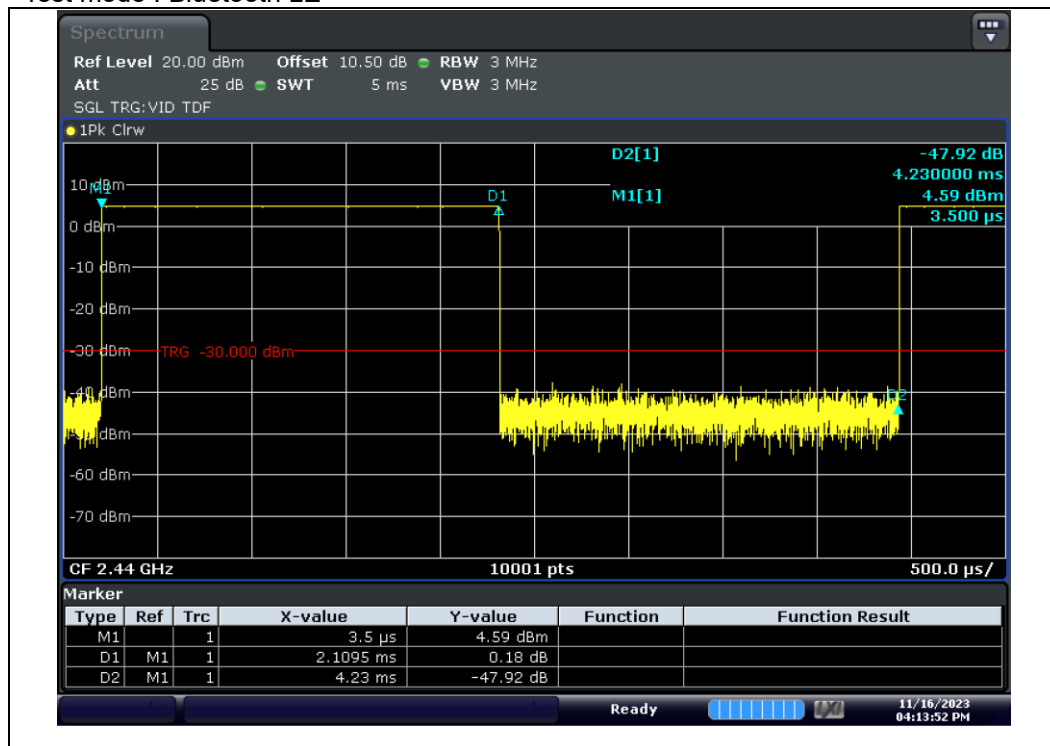 Test mode : Bluetooth LE
Spectrum
Ref Level 20.00 dBm Offset 10.50 dB RBW 3 MHz
Att 25 dB SWT 5 ms VBW 3 MHz
SGL TRG:VID TDF
1Pk Clrw
D2[1] -47.92 dB
4.230000 ms
M1[1] 4.59 dBm
3.500 µs
10 dBm
M1
D1
0 dBm
-10 dBm
-20 dBm
-30 dBm
TRG -30.000 dBm
-40 dBm
D2
-50 dBm
-60 dBm
-70 dBm
CF 2.44 GHz 10001 pts 500.0 µs/
Marker
Type Ref Trc X-value Y-value Function Function Result
M1 1 3.5 µs 4.59 dBm
D1 M1 1 2.1095 ms 0.18 dB
D2 M1 1 4.23 ms -47.92 dB
Ready 11/16/2023
04:13:52 PM